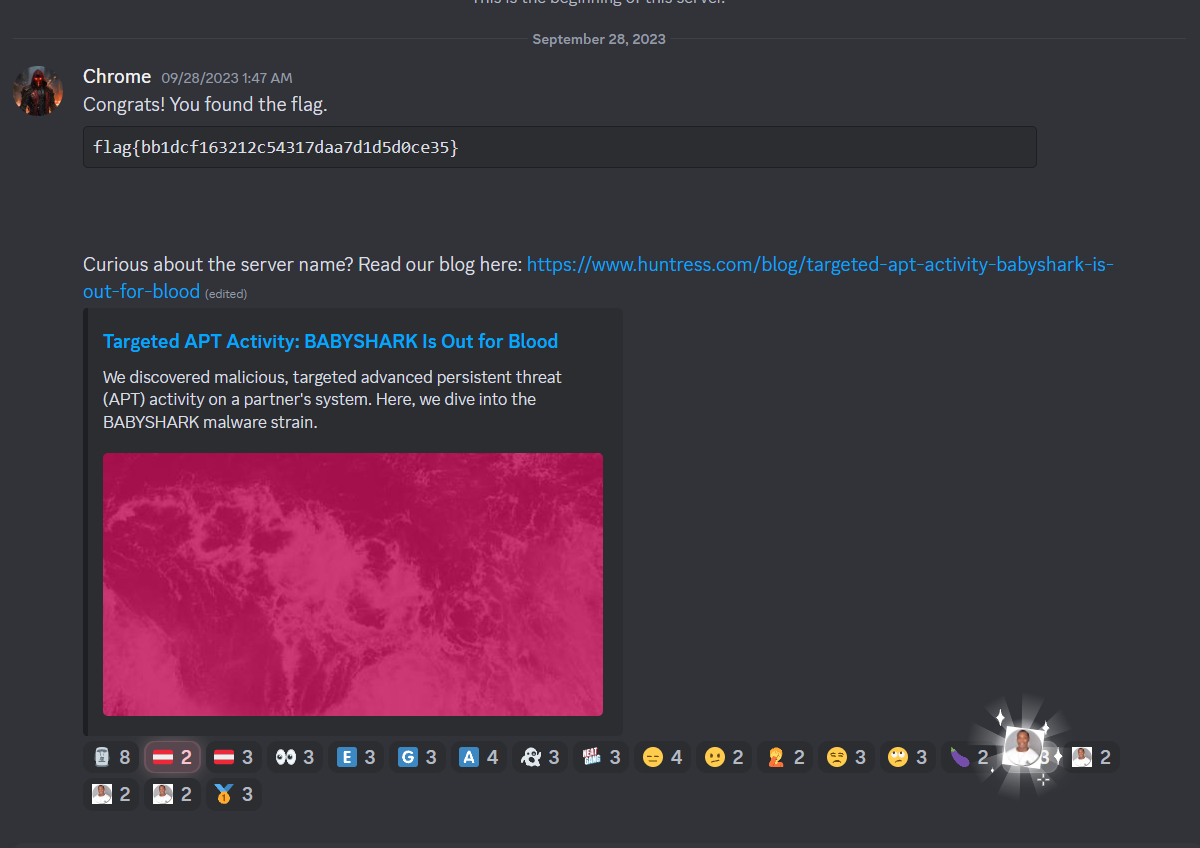 This is the beginning of this server.
September 28, 2023
Chrome 09/28/2023 1:47 AM
Congrats! You found the flag.
flag{bb1dcf163212c54317daa7d1d5d0ce35}
Curious about the server name? Read our blog here: https://www.huntress.com/blog/targeted-apt-activity-babyshark-is-
out-for-blood (edited)
Targeted APT Activity: BABYSHARK Is Out for Blood
We discovered malicious, targeted advanced persistent threat
(APT) activity on a partner's system. Here, we dive into the
BABYSHARK malware strain.
8 2 3 3 E 3 G 3 A 4 3 NEAT GANG 3 4 2 2 3 3 2 3 2
2 2 3